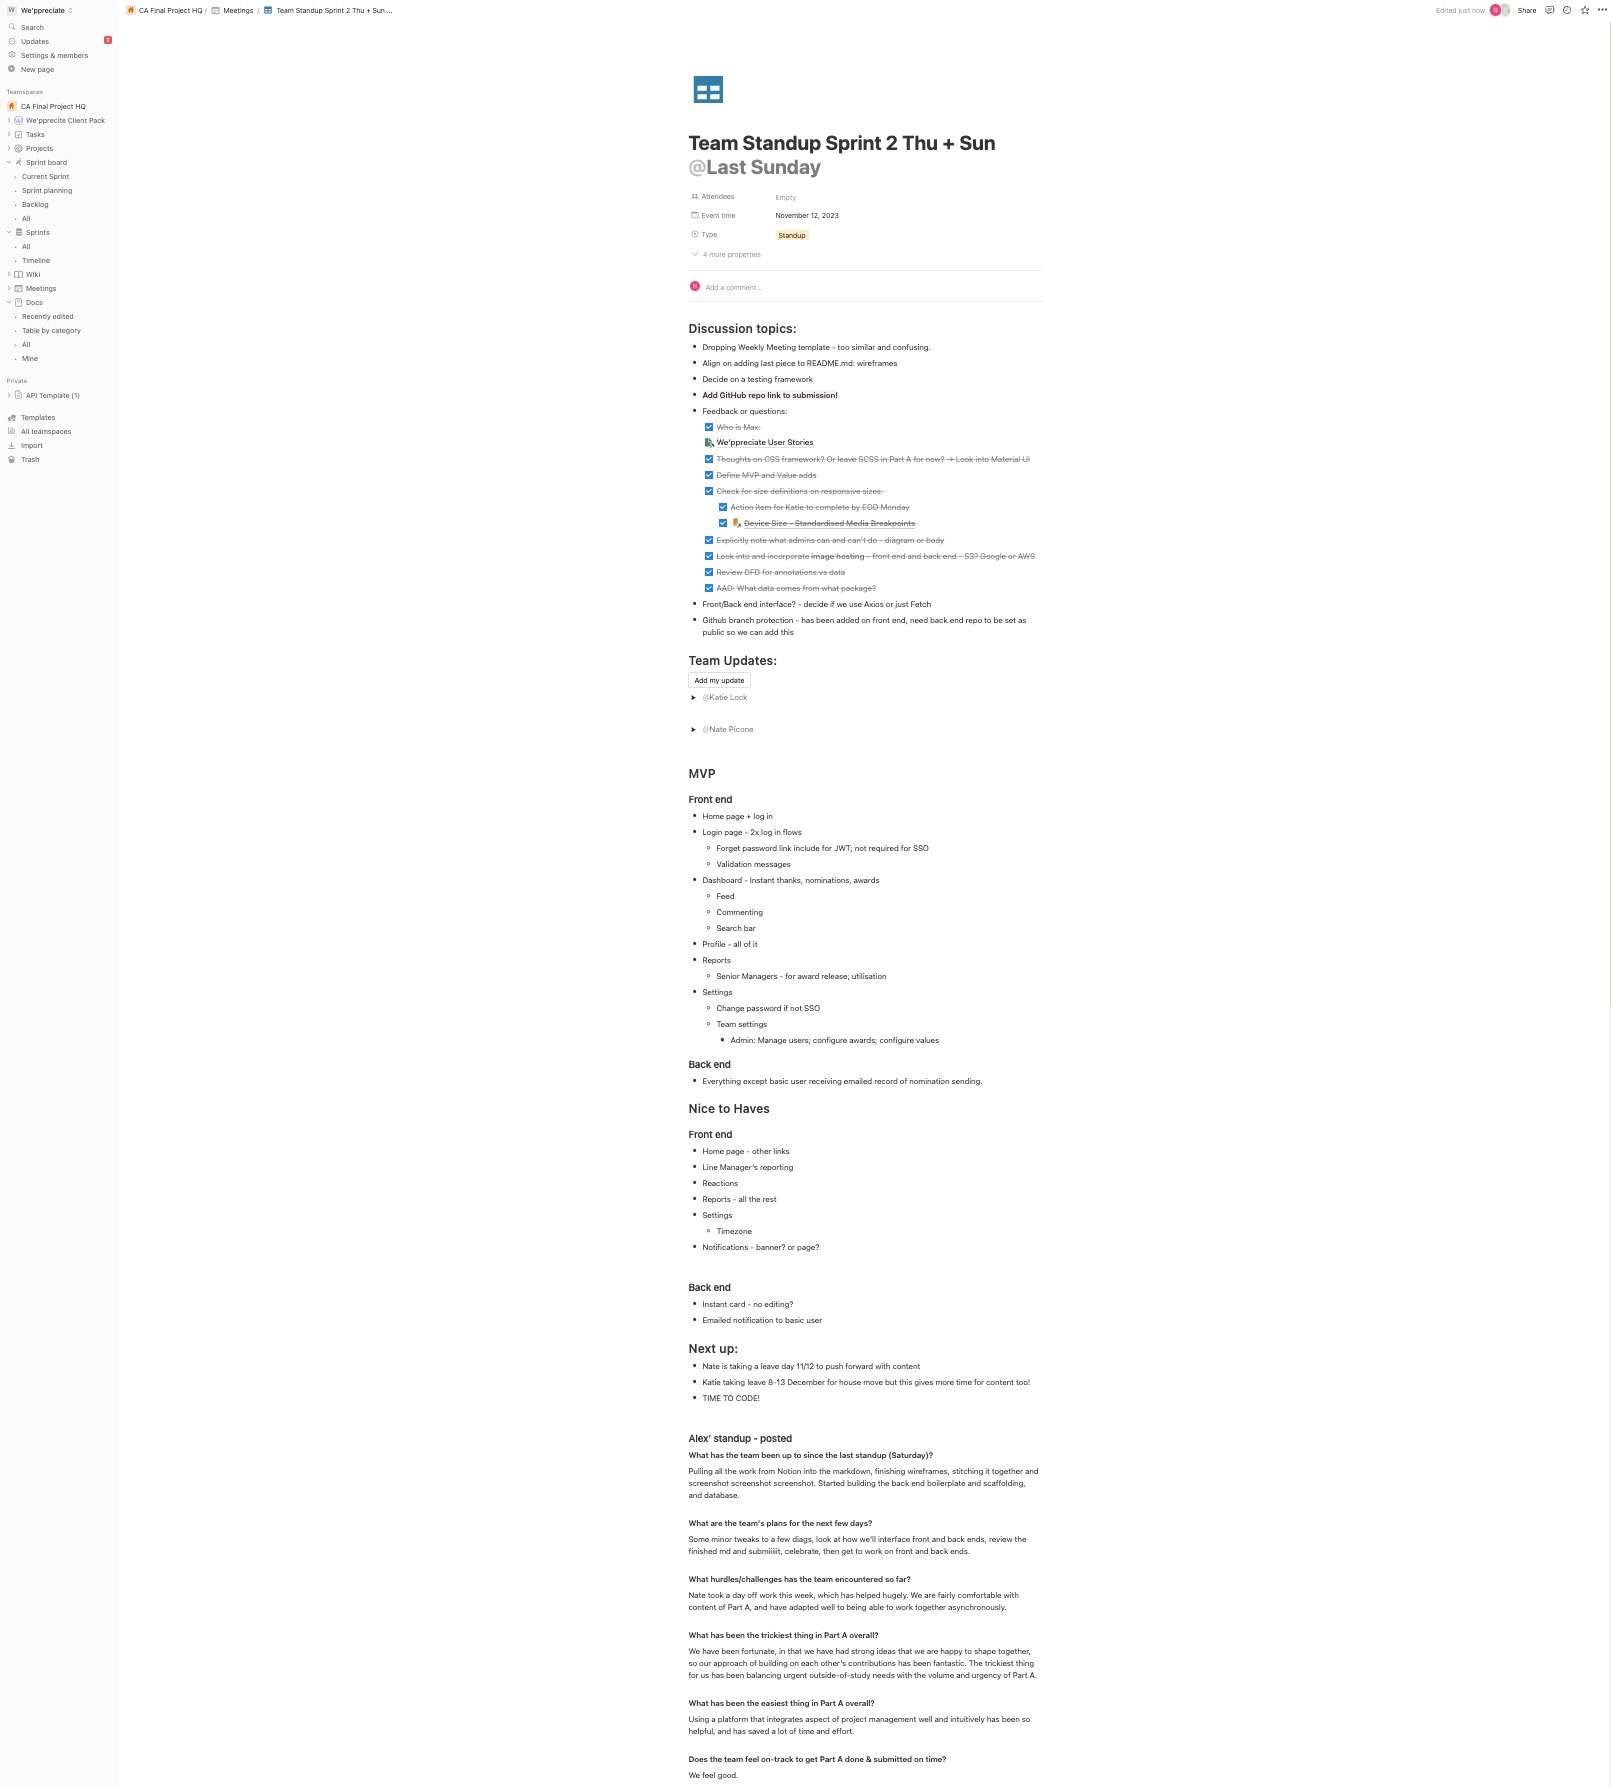 We'ppreciate
Search
Updates
7
Settings & members
New page
Teamspaces
CA Final Project HQ
We'pprecite Client Pack
Tasks
Projects
Sprint board
Current Sprint
Sprint planning
Backlog
All
Sprints
All
Timeline
Wiki
Meetings
Docs
Recently edited
Table by category
All
Mine
Private
API Template (1)
Templates
All teamspaces
Import
Trash
CA Final Project HQ / Meetings / Team Standup Sprint 2 Thu + Sun ...
Edited just now
N
Share
Team Standup Sprint 2 Thu + Sun
@Last Sunday
Attendees Empty
Event time November 12, 2023
Type Standup
4 more properties
N Add a comment...
Discussion topics:
Dropping Weekly Meeting template - too similar and confusing.
Align on adding last piece to README.md: wireframes
Decide on a testing framework
Add GitHub repo link to submission!
Feedback or questions:
Who is Max:
We'ppreciate User Stories
Thoughts on CSS framework? Or leave SCSS in Part A for now? → Look into Material UI
Define MVP and Value adds
Check for size definitions on responsive sizes:
Action item for Katie to complete by EOD Monday
Device Size - Standardised Media Breakpoints
Explicitly note what admins can and can't do - diagram or body
Look into and incorporate image hosting - front end and back end - S3? Google or AWS
Review DFD for annotations vs data
AAD: What data comes from what package?
Front/Back end interface? - decide if we use Axios or just Fetch
Github branch protection - has been added on front end, need back end repo to be set as
public so we can add this
Team Updates:
Add my update
@Katie Lock
@Nate Picone
MVP
Front end
Home page + log in
Login page - 2x log in flows
Forget password link include for JWT; not required for SSO
Validation messages
Dashboard - Instant thanks, nominations, awards
Feed
Commenting
Search bar
Profile - all of it
Reports
Senior Managers - for award release; utilisation
Settings
Change password if not SSO
Team settings
Admin: Manage users; configure awards; configure values
Back end
Everything except basic user receiving emailed record of nomination sending.
Nice to Haves
Front end
Home page - other links
Line Manager's reporting
Reactions
Reports - all the rest
Settings
Timezone
Notifications - banner? or page?
Back end
Instant card - no editing?
Emailed notification to basic user
Next up:
Nate is taking a leave day 11/12 to push forward with content
Katie taking leave 8-13 December for house move but this gives more time for content too!
TIME TO CODE!
Alex' standup - posted
What has the team been up to since the last standup (Saturday)?
Pulling all the work from Notion into the markdown, finishing wireframes, stitching it together and
screenshot screenshot screenshot. Started building the back end boilerplate and scaffolding,
and database.
What are the team's plans for the next few days?
Some minor tweaks to a few diags, look at how we'll interface front and back ends, review the
finished md and submiiiit, celebrate, then get to work on front and back ends.
What hurdles/challenges has the team encountered so far?
Nate took a day off work this week, which has helped hugely. We are fairly comfortable with
content of Part A, and have adapted well to being able to work together asynchronously.
What has been the trickiest thing in Part A overall?
We have been fortunate, in that we have had strong ideas that we are happy to shape together,
so our approach of building on each other's contributions has been fantastic. The trickiest thing
for us has been balancing urgent outside-of-study needs with the volume and urgency of Part A.
What has been the easiest thing in Part A overall?
Using a platform that integrates aspect of project management well and intuitively has been so
helpful, and has saved a lot of time and effort.
Does the team feel on-track to get Part A done & submitted on time?
We feel good.